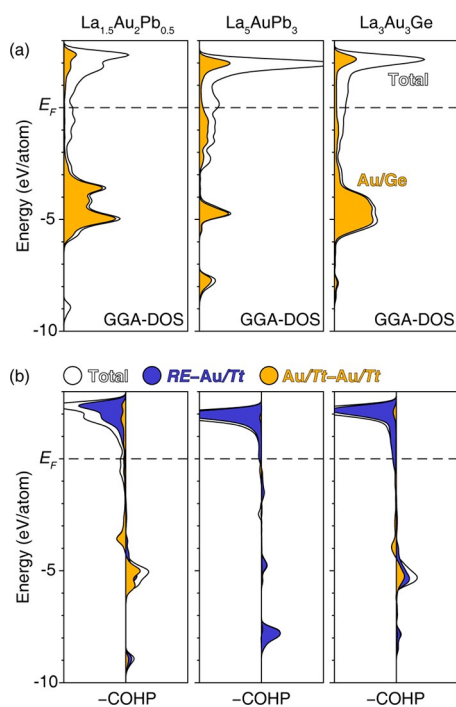 La1.5Au2Pb0.5 La5AuPb3 La3Au3Ge
(a)
Total
EF
Au/Ge
-5
Energy (eV/atom)
-10
GGA-DOS GGA-DOS GGA-DOS
(b) Total RE–Au/Tt Au/Tt–Au/Tt
EF
Energy (eV/atom)
-5
-10
–COHP –COHP –COHP